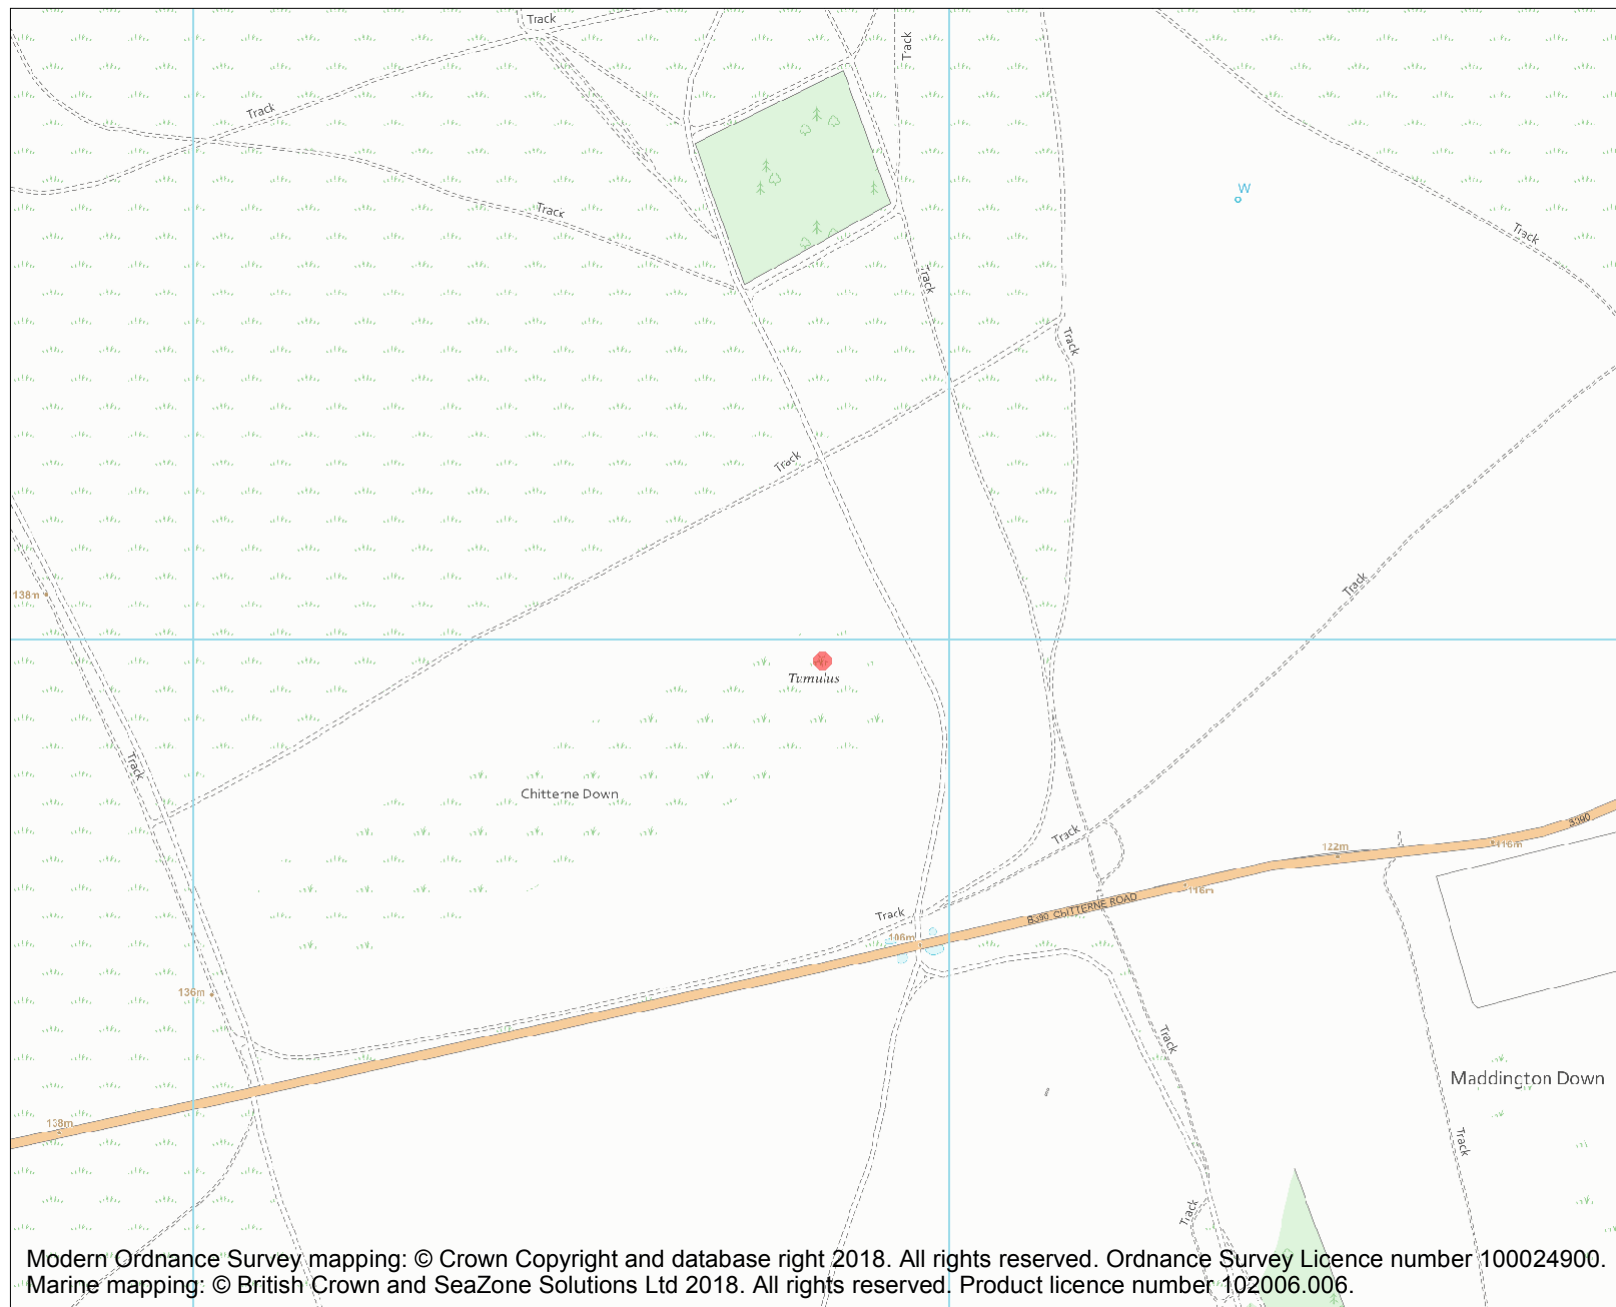 Track
Track
Track
W
Track
Track
Track
Track
Track
Track
138m
Tumulus
Track
Chitterne Down
Track
B390
122m
116m
116m
B390 CHITTERNE ROAD
Track
106m
136m
Track
Maddington Down
138m
Track
Track
Modern Ordnance Survey mapping: © Crown Copyright and database right 2018. All rights reserved. Ordnance Survey Licence number 100024900.
Marine mapping: © British Crown and SeaZone Solutions Ltd 2018. All rights reserved. Product licence number 102006.006.